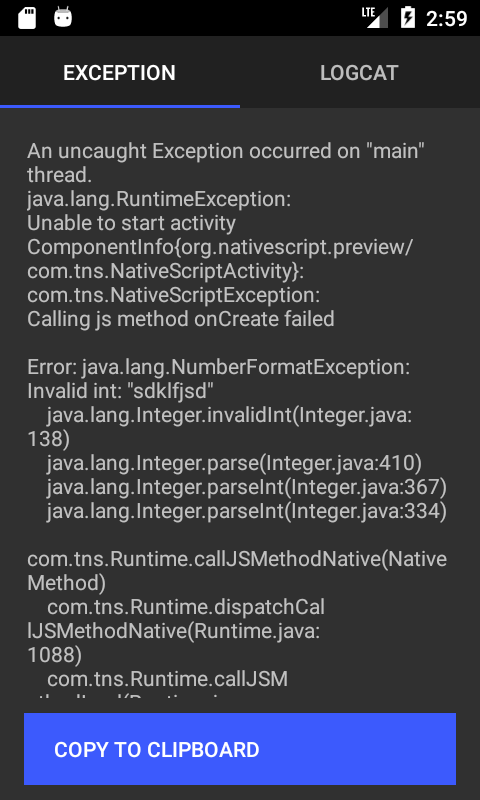 LTE 2:59
EXCEPTION LOGCAT
An uncaught Exception occurred on "main"
thread.
java.lang.RuntimeException:
Unable to start activity
ComponentInfo{org.nativescript.preview/
com.tns.NativeScriptActivity}:
com.tns.NativeScriptException:
Calling js method onCreate failed
Error: java.lang.NumberFormatException:
Invalid int: "sdklfjsd"
java.lang.Integer.invalidInt(Integer.java:
138)
java.lang.Integer.parse(Integer.java:410)
java.lang.Integer.parseInt(Integer.java:367)
java.lang.Integer.parseInt(Integer.java:334)
com.tns.Runtime.callJSMethodNative(Native
Method)
com.tns.Runtime.dispatchCal
lJSMethodNative(Runtime.java:
1088)
com.tns.Runtime.callJSM
COPY TO CLIPBOARD